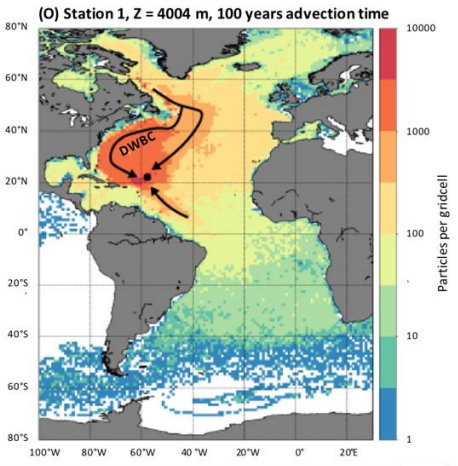 (O) Station 1, Z = 4004 m, 100 years advection time
80°N
60°N
40°N
20°N
0°
20°S
40°S
60°S
80°S
DWBC
100°W 80°W 60°W 40°W 20°W 0° 20°E
10000
1000
100
10
1
Particles per gridcell